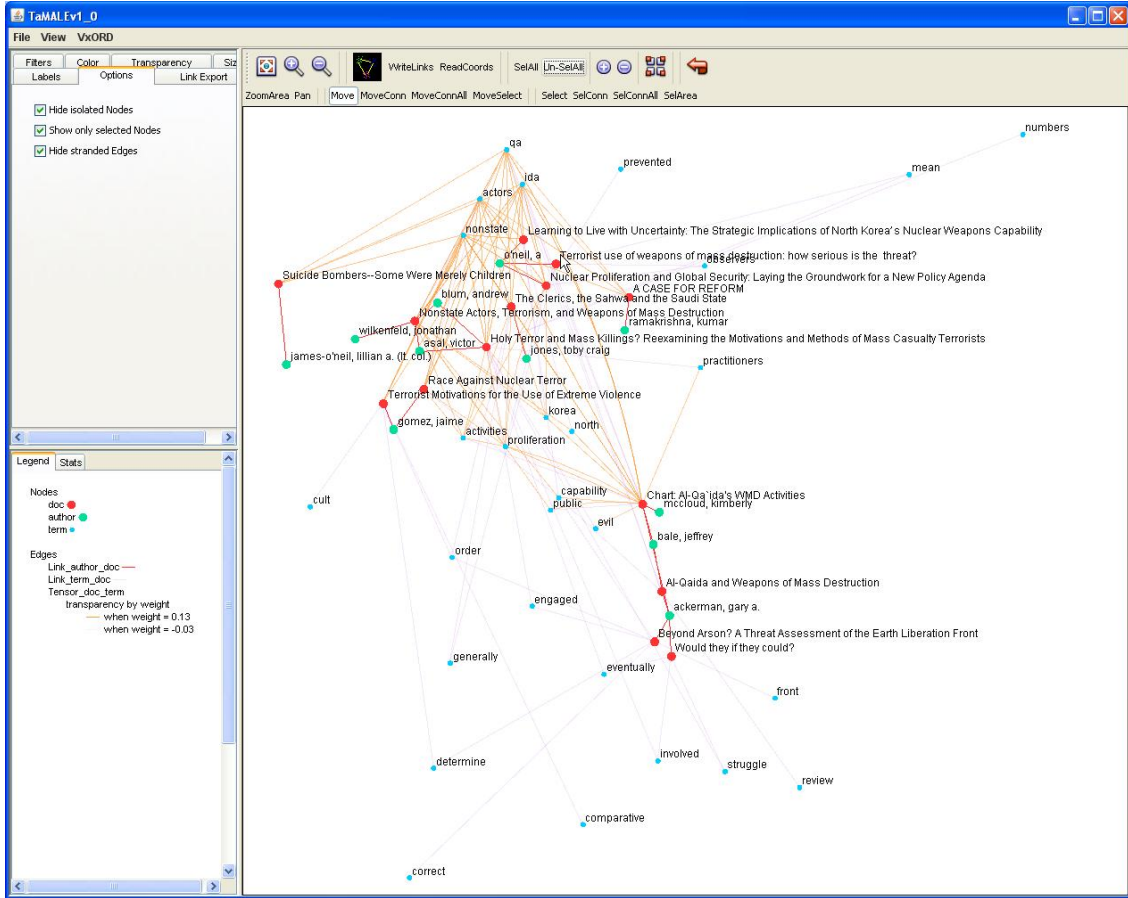 TaMALEv1_0
File View VxORD
Filters Color Transparency Siz
Labels Options Link Export
WriteLinks ReadCoords SelAll Un-SelAll
ZoomArea Pan Move MoveConn MoveConnAll MoveSelect Select SelConn SelConnAll SelArea
Hide isolated Nodes
Show only selected Nodes
Hide stranded Edges
Legend Stats
Nodes
doc
author
term
Edges
Link_author_doc
Link_term_doc
Tensor_doc_term
transparency by weight
when weight = 0.13
when weight = -0.03
numbers
qa
prevented
mean
ida
actors
nonstate
Learning to Live with Uncertainty: The Strategic Implications of North Korea's Nuclear Weapons Capability
o'neil, a
Terrorist use of weapons of mass destruction: how serious is the threat?
observers
Suicide Bombers--Some Were Merely Children
Nuclear Proliferation and Global Security: Laying the Groundwork for a New Policy Agenda
A CASE FOR REFORM
blum, andrew
The Clerics, the Sahwa and the Saudi State
Nonstate Actors, Terrorism, and Weapons of Mass Destruction
ramakrishna, kumar
wilkenfeld, jonathan
asal, victor
Holy Terror and Mass Killings? Reexamining the Motivations and Methods of Mass Casualty Terrorists
james-o'neil, lillian a. (lt. col.)
jones, toby craig
practitioners
Race Against Nuclear Terror
Terrorist Motivations for the Use of Extreme Violence
korea
gomez, jaime
north
activities
proliferation
capability
Chart: Al-Qa`ida's WMD Activities
cult
public
mccloud, kimberly
evil
bale, jeffrey
order
Al-Qaida and Weapons of Mass Destruction
engaged
ackerman, gary a.
Beyond Arson? A Threat Assessment of the Earth Liberation Front
Would they if they could?
generally
eventually
front
involved
determine
struggle
review
comparative
correct